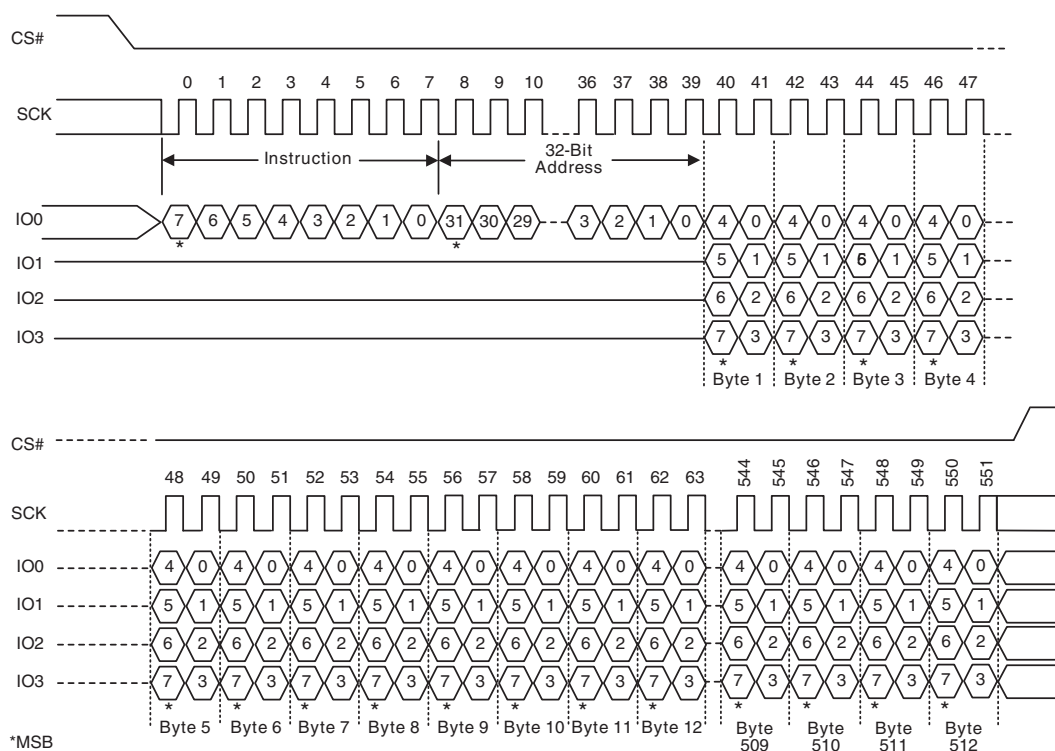 CS#
0 1 2 3 4 5 6 7 8 9 10 36 37 38 39 40 41 42 43 44 45 46 47
SCK
Instruction
32-Bit
Address
IO0 7 6 5 4 3 2 1 0 31 30 29 3 2 1 0 4 0 4 0 4 0 4 0
* *
IO1 5 1 5 1 6 1 5 1
IO2 6 2 6 2 6 2 6 2
IO3 7 3 7 3 7 3 7 3
* * * *
Byte 1 Byte 2 Byte 3 Byte 4
CS#
48 49 50 51 52 53 54 55 56 57 58 59 60 61 62 63 544 545 546 547 548 549 550 551
SCK
IO0 4 0 4 0 4 0 4 0 4 0 4 0 4 0 4 0 4 0 4 0 4 0 4 0
IO1 5 1 5 1 5 1 5 1 5 1 5 1 5 1 5 1 5 1 5 1 5 1 5 1
IO2 6 2 6 2 6 2 6 2 6 2 6 2 6 2 6 2 6 2 6 2 6 2 6 2
IO3 7 3 7 3 7 3 7 3 7 3 7 3 7 3 7 3 7 3 7 3 7 3 7 3
* * * * * * * * * * * *
Byte 5 Byte 6 Byte 7 Byte 8 Byte 9 Byte 10 Byte 11 Byte 12 Byte Byte Byte Byte
509 510 511 512
*MSB